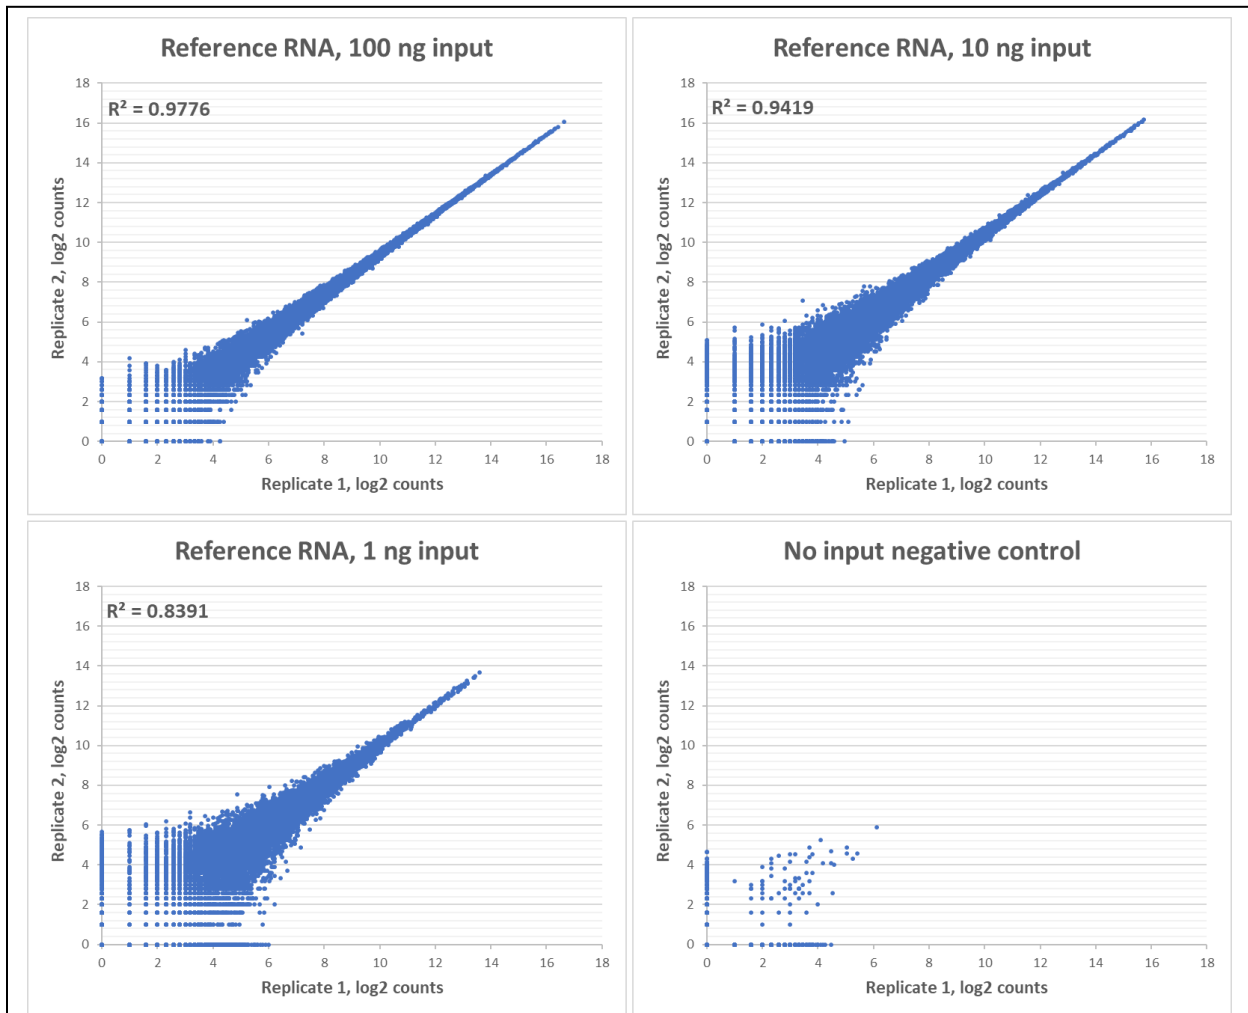 Reference RNA, 100 ng input
R² = 0.9776
18
16
14
12
10
8
6
4
2
0
Replicate 2, log2 counts
0 2 4 6 8 10 12 14 16 18
Replicate 1, log2 counts
Reference RNA, 10 ng input
R² = 0.9419
18
16
14
12
10
8
6
4
2
0
Replicate 2, log2 counts
0 2 4 6 8 10 12 14 16 18
Replicate 1, log2 counts
Reference RNA, 1 ng input
R² = 0.8391
18
16
14
12
10
8
6
4
2
0
Replicate 2, log2 counts
0 2 4 6 8 10 12 14 16 18
Replicate 1, log2 counts
No input negative control
18
16
14
12
10
8
6
4
2
0
Replicate 2, log2 counts
0 2 4 6 8 10 12 14 16 18
Replicate 1, log2 counts